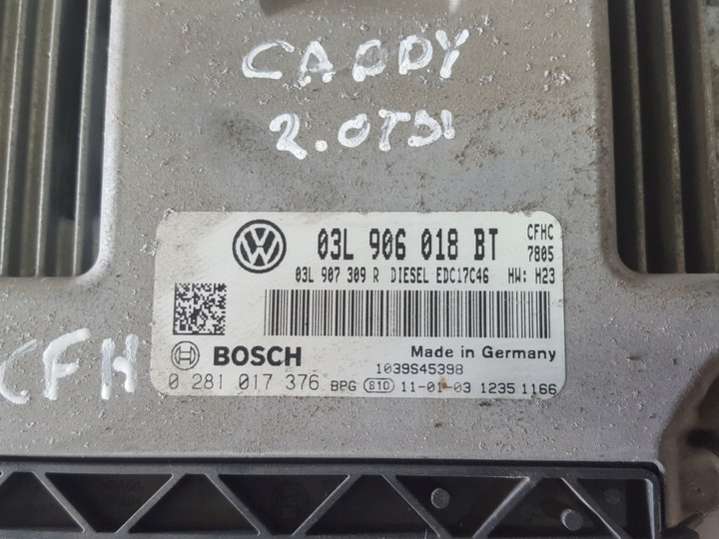 CADDY
2.0TDI
03L 906 018 BT CFHC
7805
03L 907 309 R DIESEL EDC17C46 HW: H23
BOSCH Made in Germany
1039S45398
0 281 017 376 BPG S10 11-01-03 1235 1166
CFH